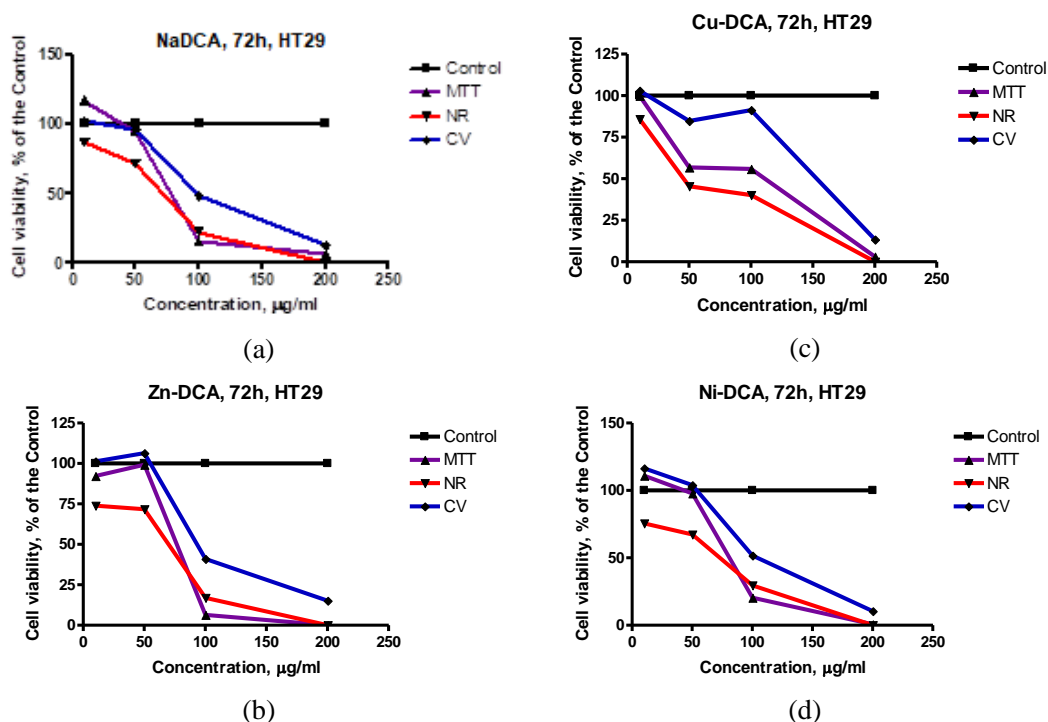 NaDCA, 72h, HT29
150
100
50
0
0 50 100 150 200 250
Cell viability, % of the Control
Concentration, µg/ml
Control
MTT
NR
CV
(a)
Cu-DCA, 72h, HT29
125
100
75
50
25
0
0 50 100 150 200 250
Cell viability, % of the Control
Concentration, µg/ml
Control
MTT
NR
CV
(c)
Zn-DCA, 72h, HT29
125
100
75
50
25
0
0 50 100 150 200 250
Cell viability, % of the Control
Concentration, µg/ml
Control
MTT
NR
CV
(b)
Ni-DCA, 72h, HT29
150
100
50
0
0 50 100 150 200 250
Cell viability, % of the Control
Concentration, µg/ml
Control
MTT
NR
CV
(d)